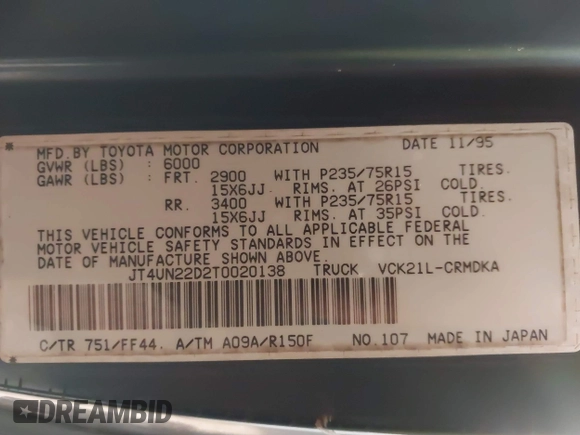 MFD.BY TOYOTA MOTOR CORPORATION DATE 11/95
GVWR (LBS) : 6000
GAWR (LBS) : FRT. 2900 WITH P235/75R15 TIRES.
15X6JJ. RIMS. AT 26PSI COLD.
RR. 3400 WITH P235/75R15 TIRES.
15X6JJ. RIMS. AT 35PSI COLD.
THIS VEHICLE CONFORMS TO ALL APPLICABLE FEDERAL
MOTOR VEHICLE SAFETY STANDARDS IN EFFECT ON THE
DATE OF MANUFACTURE SHOWN ABOVE.
JT4UN22D2T0020138 TRUCK VCK21L-CRMDKA
C/TR 751/FF44. A/TM A09A/R150F NO.107 MADE IN JAPAN
DREAMBID